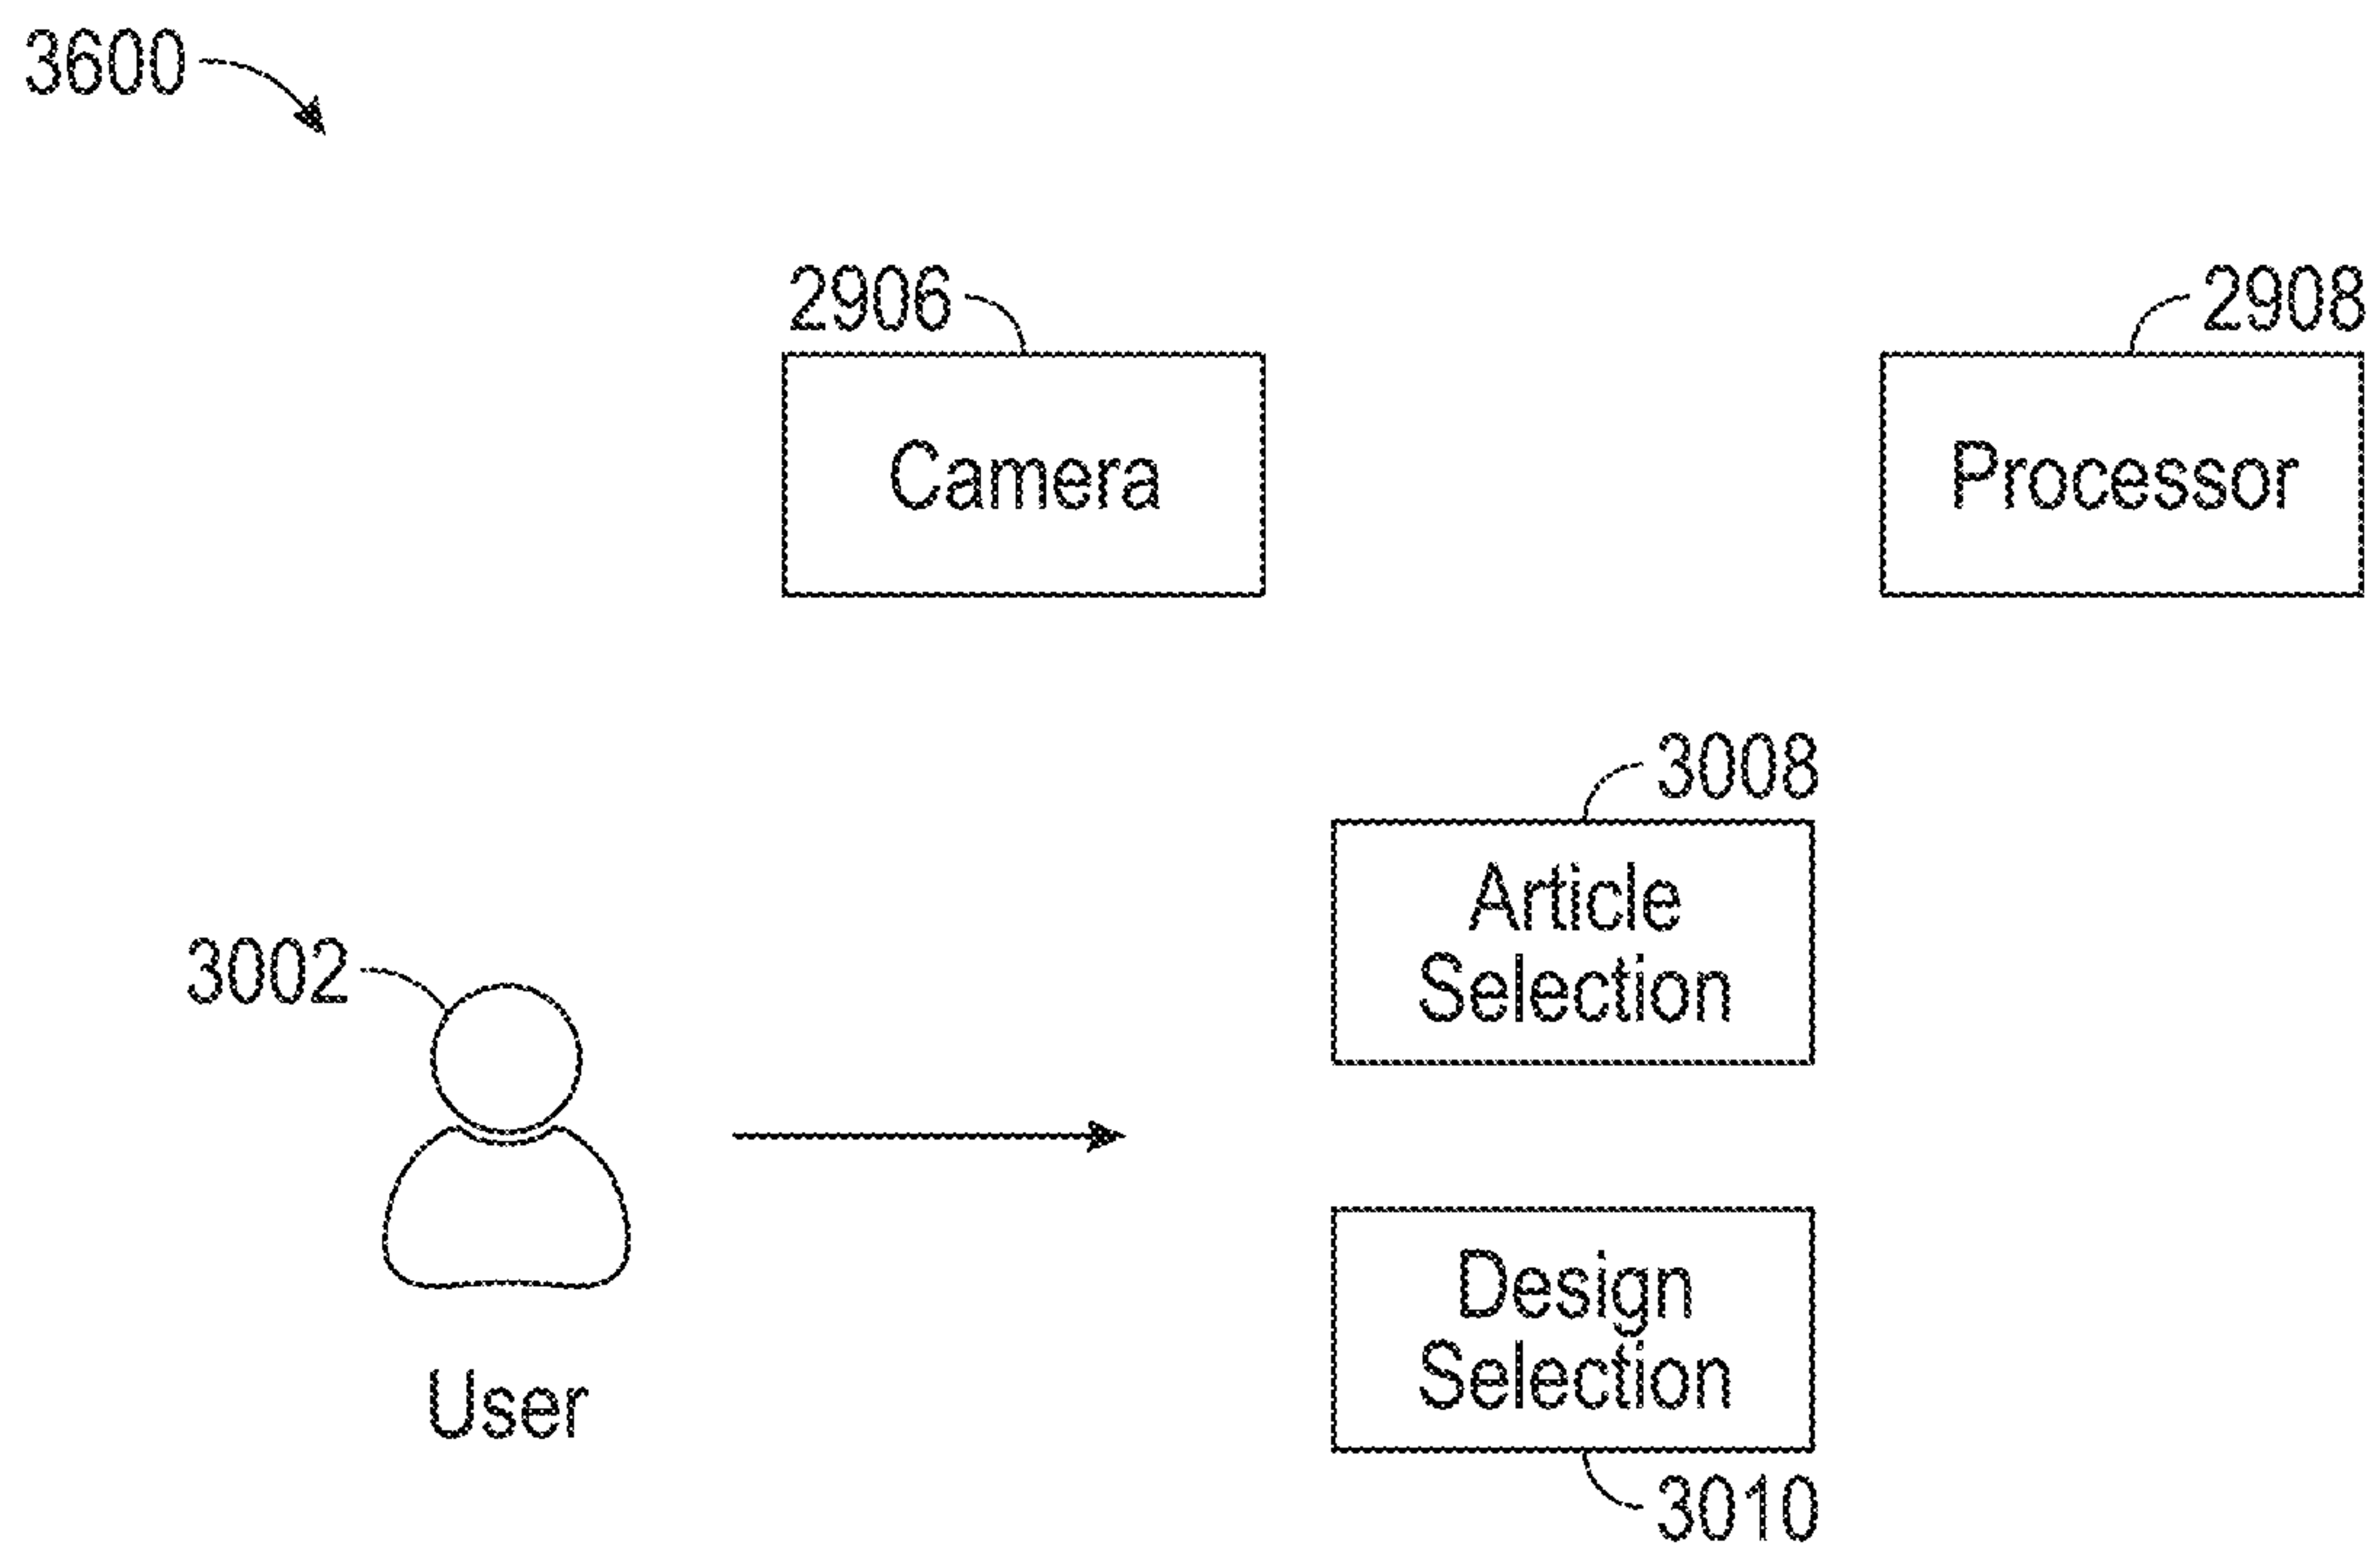 3600
2906
2908
Camera
Processor
3008
Article
Selection
3002
Design
Selection
User
3010